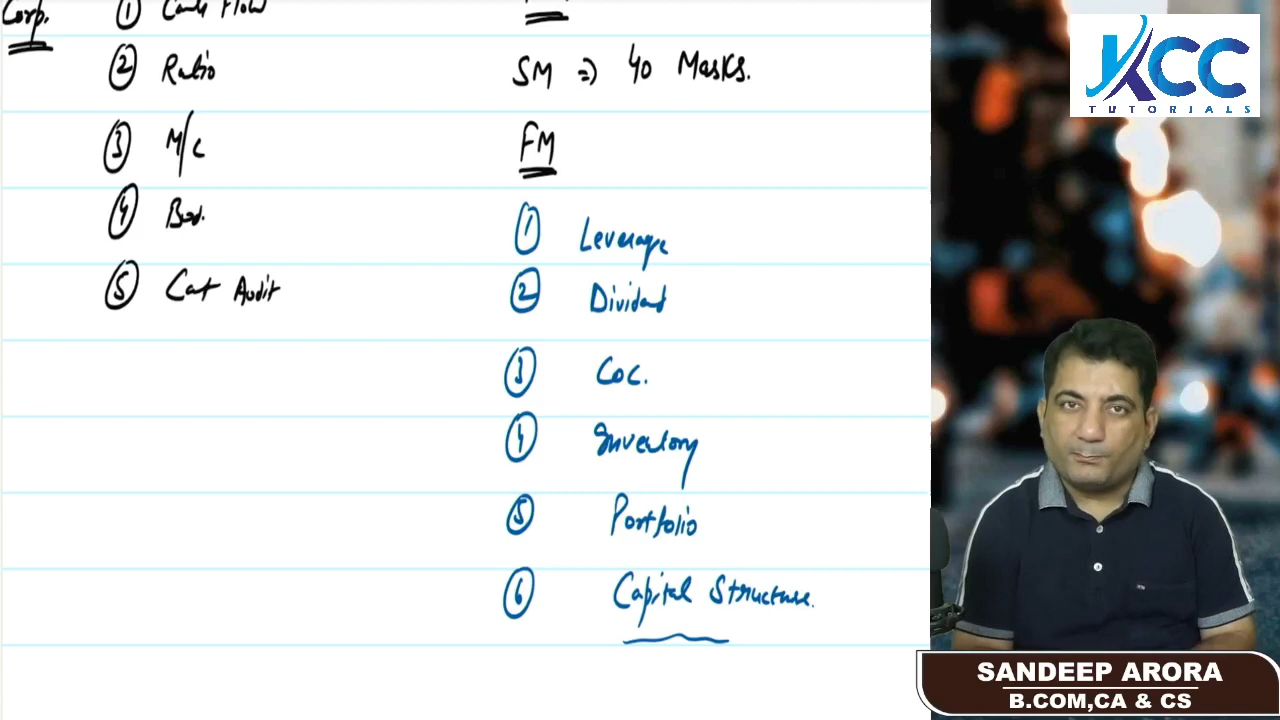 Corp.
① Cash Flow
② Ratio
③ M/C
④ Bud.
⑤ Cost Audit
SM => 40 Marks.
FM
① Leverage
② Dividend
③ COC.
④ Inventory
⑤ Portfolio
⑥ Capital Structure.
KCC
TUTORIALS
SANDEEP ARORA
B.COM,CA & CS